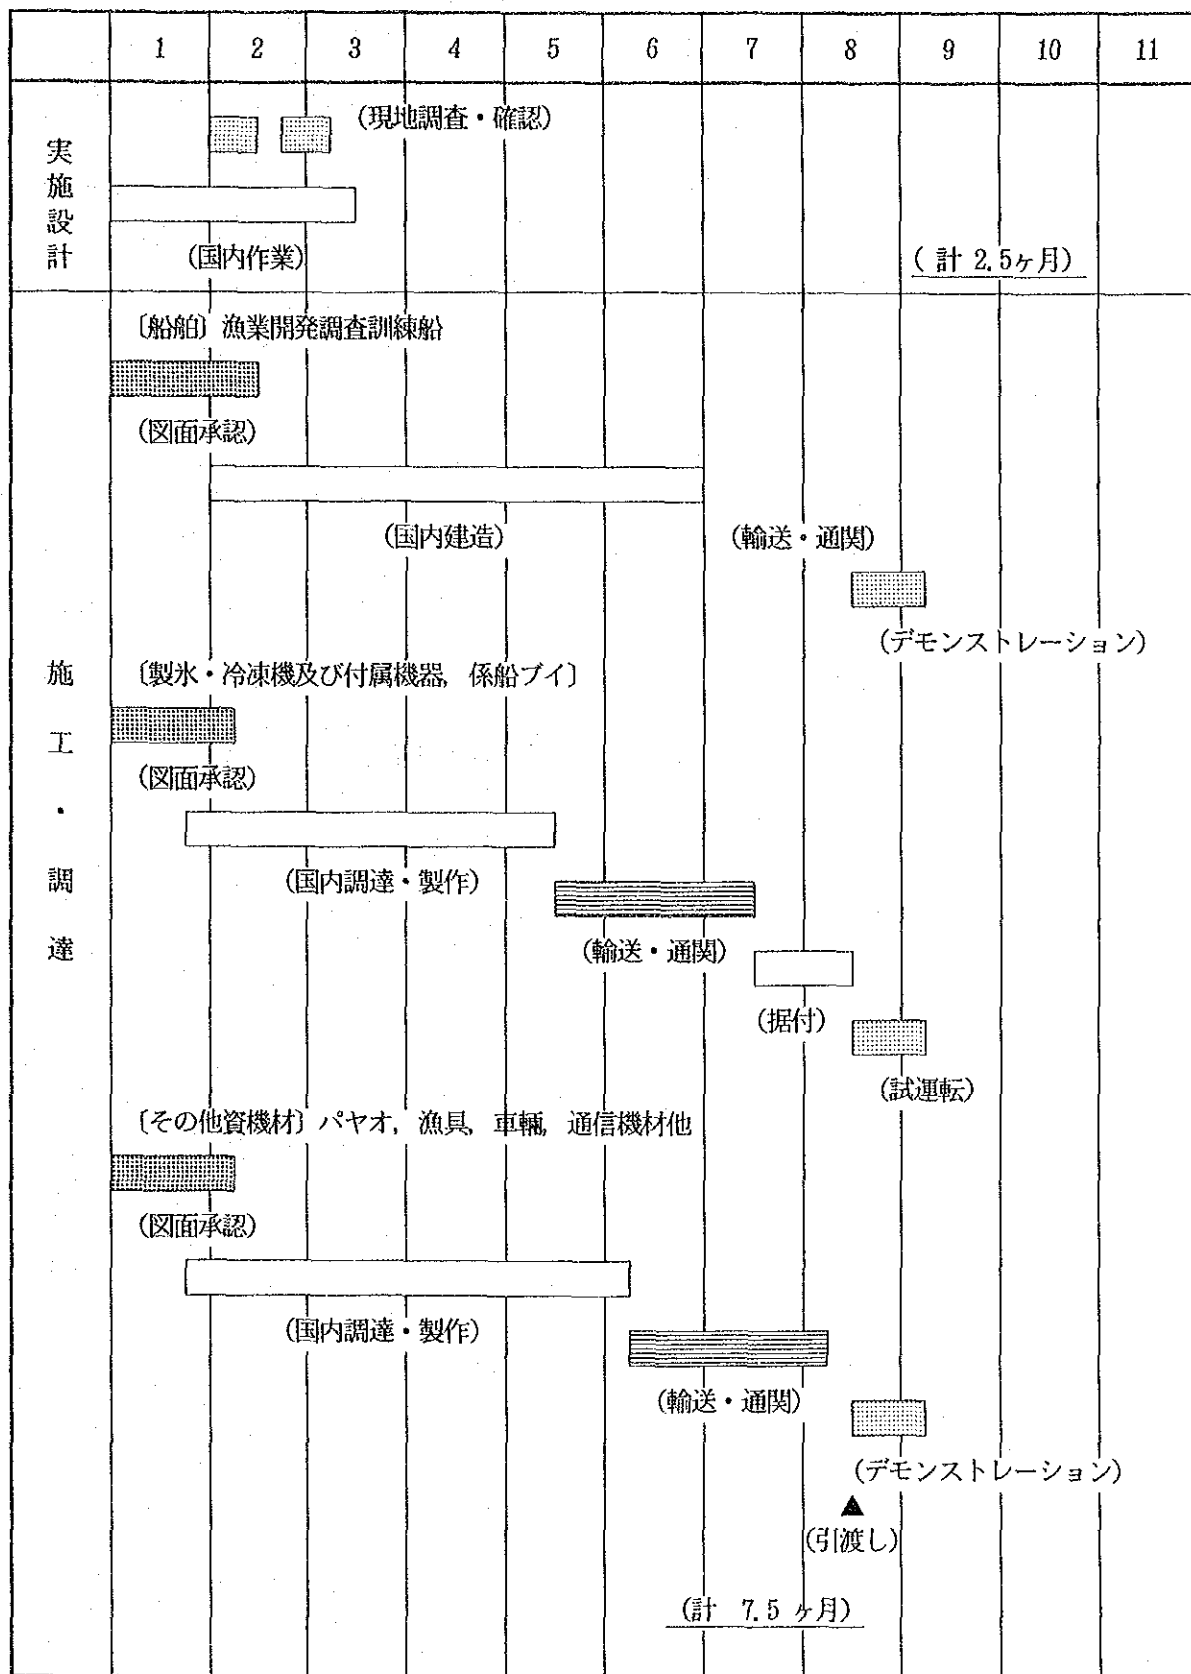 1 2 3 4 5 6 7 8 9 10 11
実施設計
(現地調査・確認)
(国内作業)
(計 2.5ヶ月)
施工・調達
〔船舶〕漁業開発調査訓練船
(図面承認)
(国内建造)
(輸送・通関)
(デモンストレーション)
〔製氷・冷凍機及び付属機器, 係船ブイ〕
(図面承認)
(国内調達・製作)
(輸送・通関)
(据付)
(試運転)
〔その他資機材〕パヤオ, 漁具, 車輛, 通信機材他
(図面承認)
(国内調達・製作)
(輸送・通関)
(デモンストレーション)
▲
(引渡し)
(計 7.5 ヶ月)